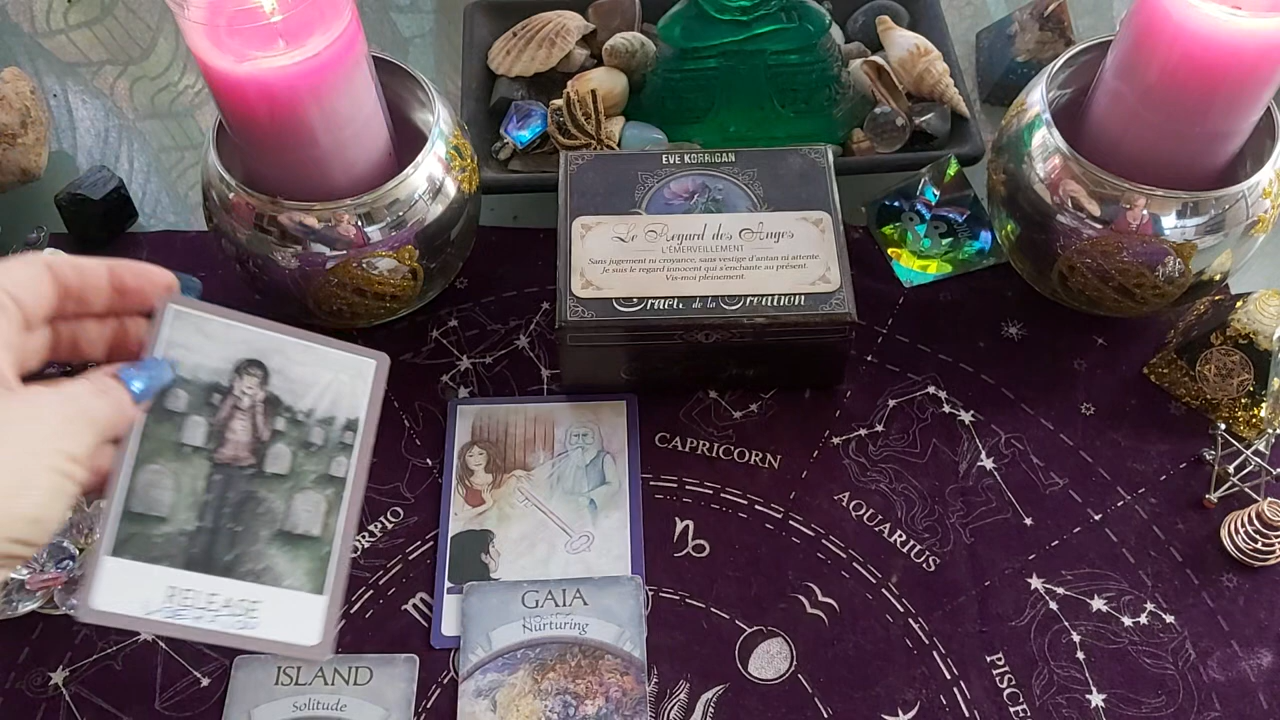 EVE KORRIGAN
Le Regard des Anges
L'ÉMERVEILLEMENT
Sans jugement ni croyance, sans vestige d'antan ni attente.
Je suis le regard innocent qui s'enchante au présent.
Vis-moi pleinement.
Oracle de la Création
CAPRICORN
AQUARIUS
ORPIO
PISCE
RELEASE
GAIA
Nurturing
ISLAND
Solitude